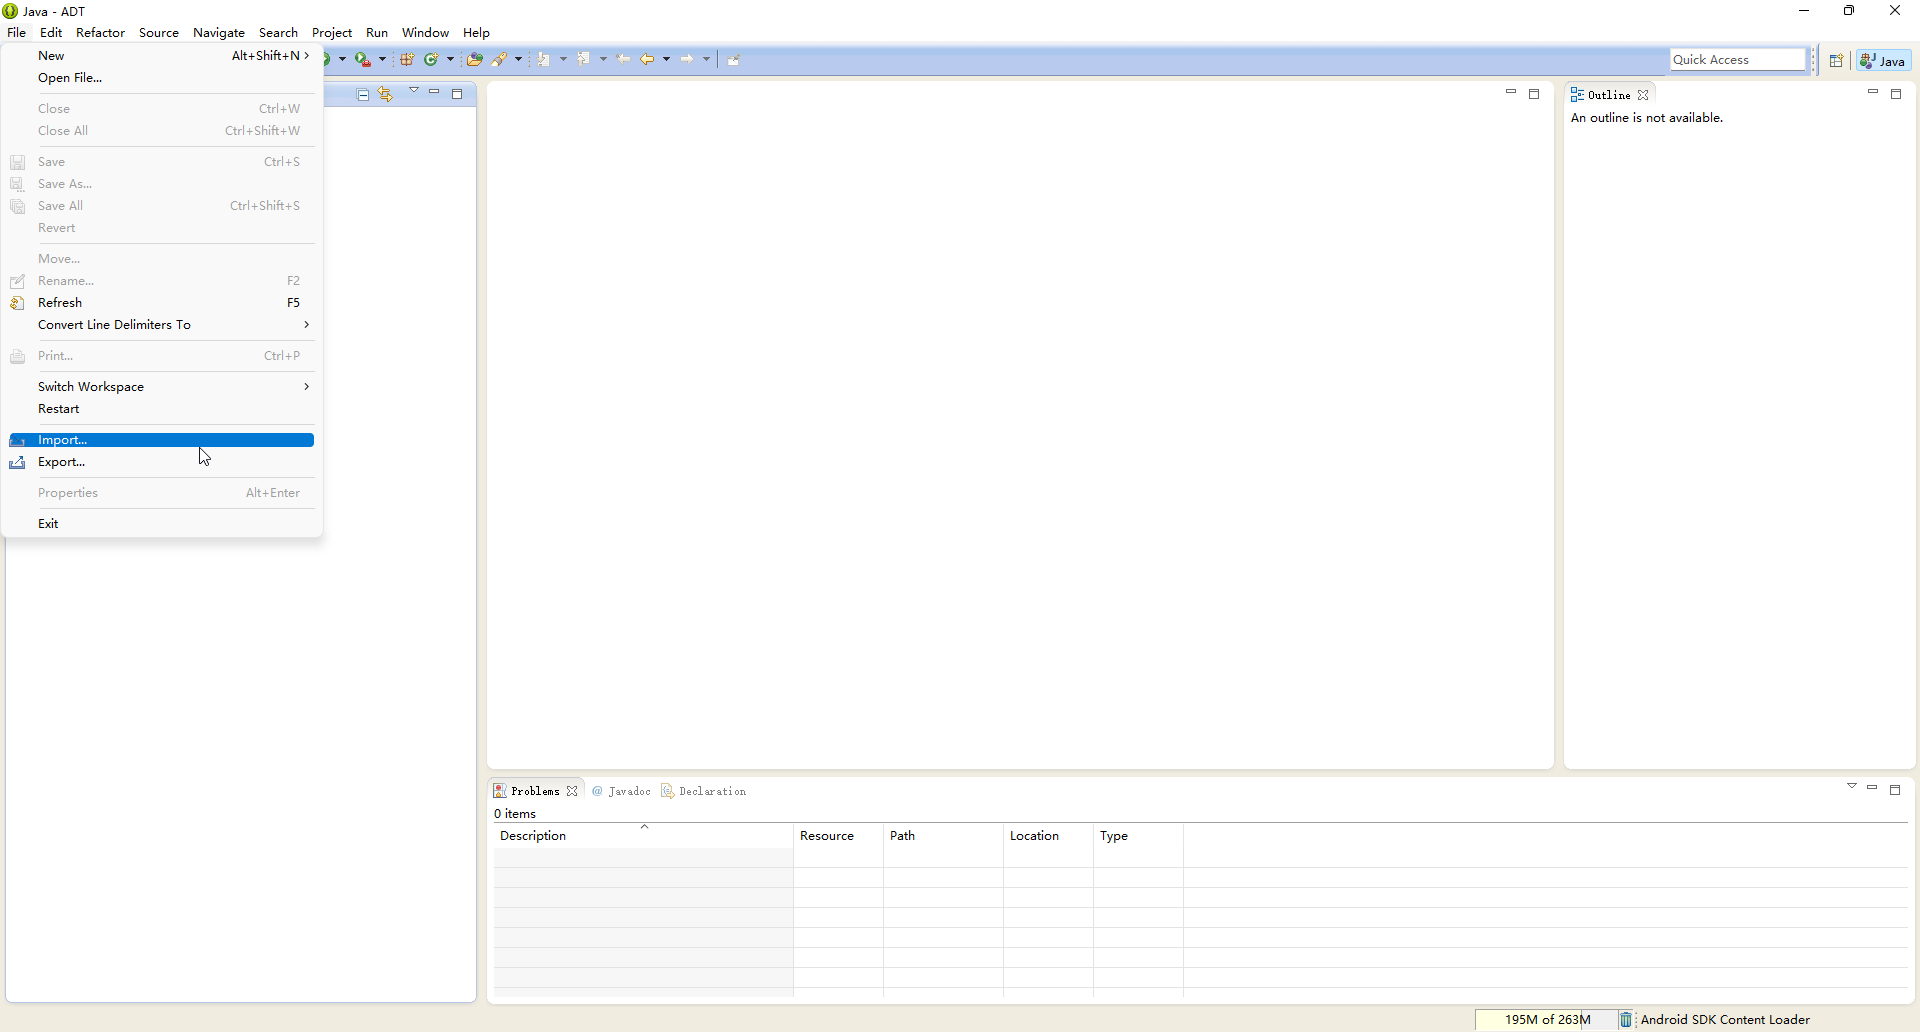 Java - ADT
File Edit Refactor Source Navigate Search Project Run Window Help
New Alt+Shift+N
Open File...
Close Ctrl+W
Close All Ctrl+Shift+W
Save Ctrl+S
Save As...
Save All Ctrl+Shift+S
Revert
Move...
Rename... F2
Refresh F5
Convert Line Delimiters To
Print... Ctrl+P
Switch Workspace
Restart
Import...
Export...
Properties Alt+Enter
Exit
Quick Access
Java
Outline
An outline is not available.
Problems @ Javadoc Declaration
0 items
Description Resource Path Location Type
195M of 263M Android SDK Content Loader